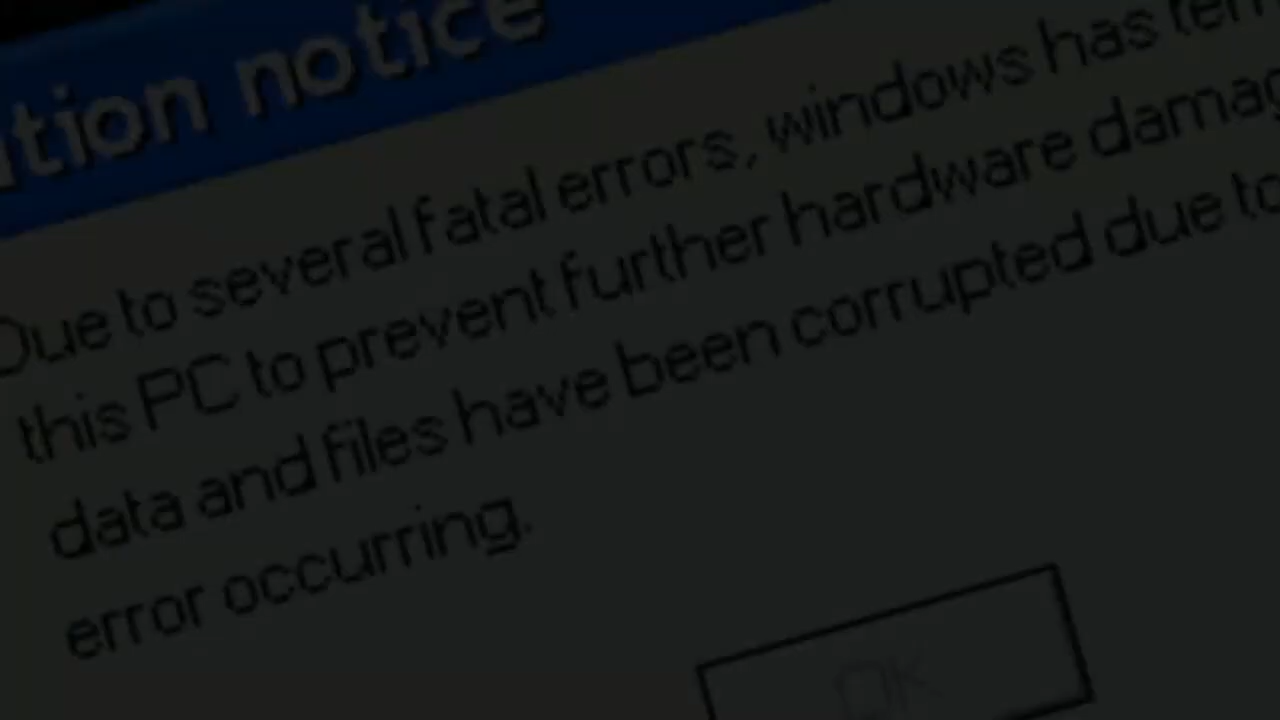 notice
Due to several fatal errors, windows has
this PC to prevent further hardware
data and files have been corrupted due to
error occurring.
OK